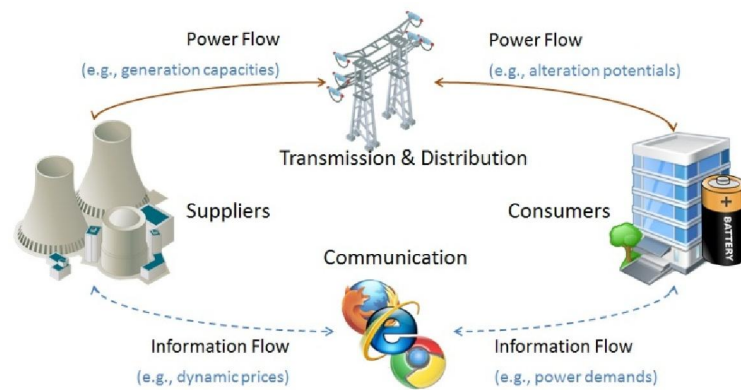 Power Flow
(e.g., generation capacities)
Power Flow
(e.g., alteration potentials)
Transmission & Distribution
Suppliers
Consumers
BATTERY
Communication
Information Flow
(e.g., dynamic prices)
Information Flow
(e.g., power demands)